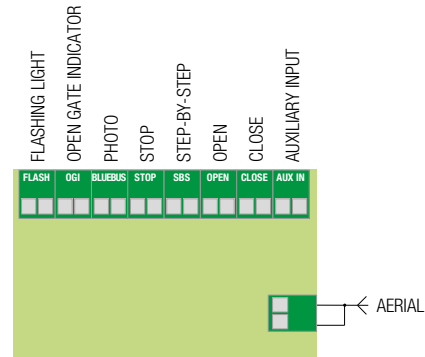 FLASHING LIGHT
OPEN GATE INDICATOR
PHOTO
STOP
STEP-BY-STEP
OPEN
CLOSE
AUXILIARY INPUT
FLASH
OGI
BLUEBUS
STOP
SBS
OPEN
CLOSE
AUX IN
AERIAL